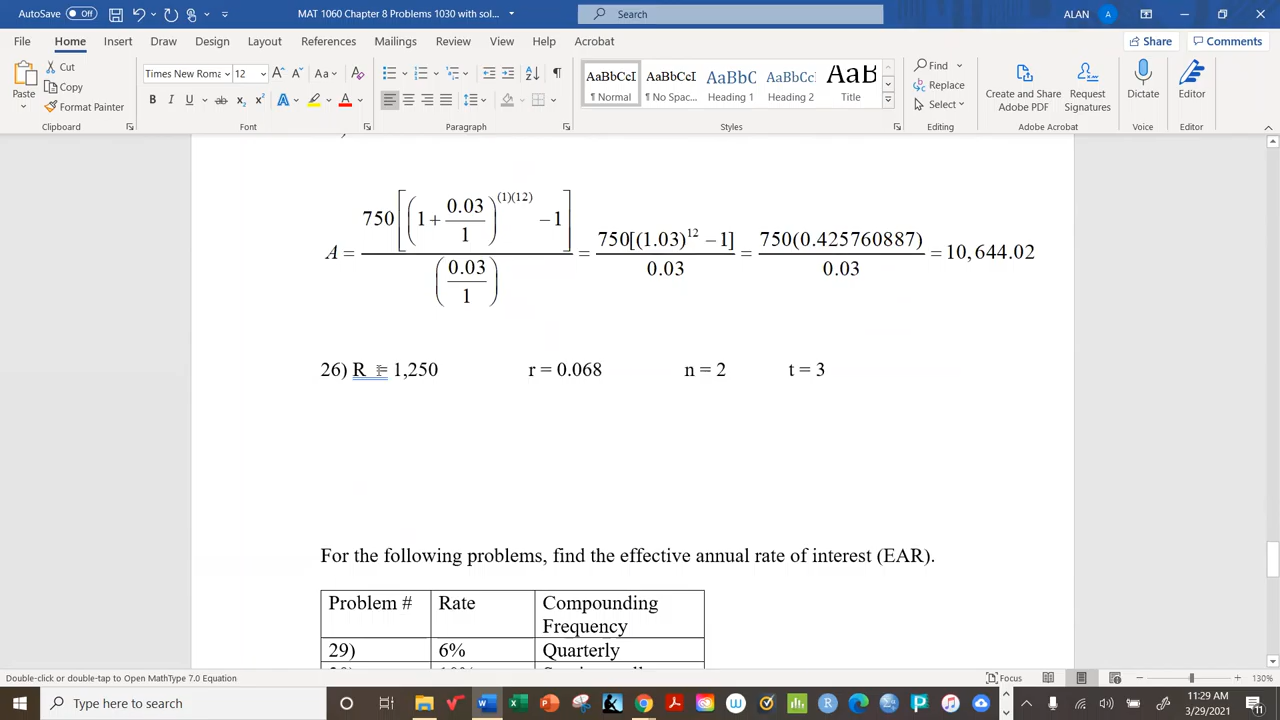 AutoSave Off MAT 1060 Chapter 8 Problems 1030 with sol... Search ALAN A
File Home Insert Draw Design Layout References Mailings Review View Help Acrobat Share Comments
Paste Cut Copy Format Painter
Times New Roma 12 Aa
B I U ab x₂ x² A A
AaBbCcI AaBbCcI AaBbC AaBbCcI AaB
¶ Normal ¶ No Spac... Heading 1 Heading 2 Title
Find Replace Select
Create and Share Adobe PDF Request Signatures Dictate Editor
Clipboard Font Paragraph Styles Editing Adobe Acrobat Voice Editor
A = 750[(1 + 0.03/1)^(1)(12) − 1] / (0.03/1) = 750[(1.03)^12 − 1] / 0.03 = 750(0.425760887) / 0.03 = 10,644.02
26) R = 1,250 r = 0.068 n = 2 t = 3
For the following problems, find the effective annual rate of interest (EAR).
Problem # Rate Compounding Frequency
29) 6% Quarterly
Double-click or double-tap to Open MathType 7.0 Equation Focus 130%
Type here to search 11:29 AM
3/29/2021 11